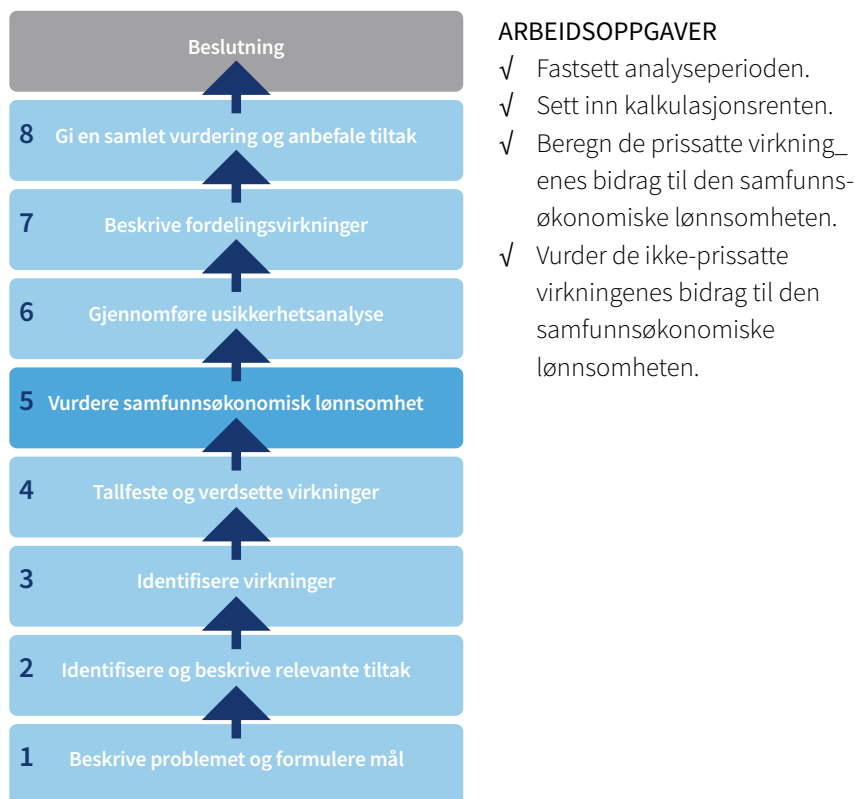 Beslutning
8 Gi en samlet vurdering og anbefale tiltak
7 Beskrive fordelingsvirkninger
6 Gjennomføre usikkerhetsanalyse
5 Vurdere samfunnsøkonomisk lønnsomhet
4 Tallfeste og verdsette virkninger
3 Identifisere virkninger
2 Identifisere og beskrive relevante tiltak
1 Beskrive problemet og formulere mål
ARBEIDSOPPGAVER
√ Fastsett analyseperioden.
√ Sett inn kalkulasjonsrenten.
√ Beregn de prissatte virkning_
enes bidrag til den samfunns-
økonomiske lønnsomheten.
√ Vurder de ikke-prissatte
virkningenes bidrag til den
samfunnsøkonomiske
lønnsomheten.